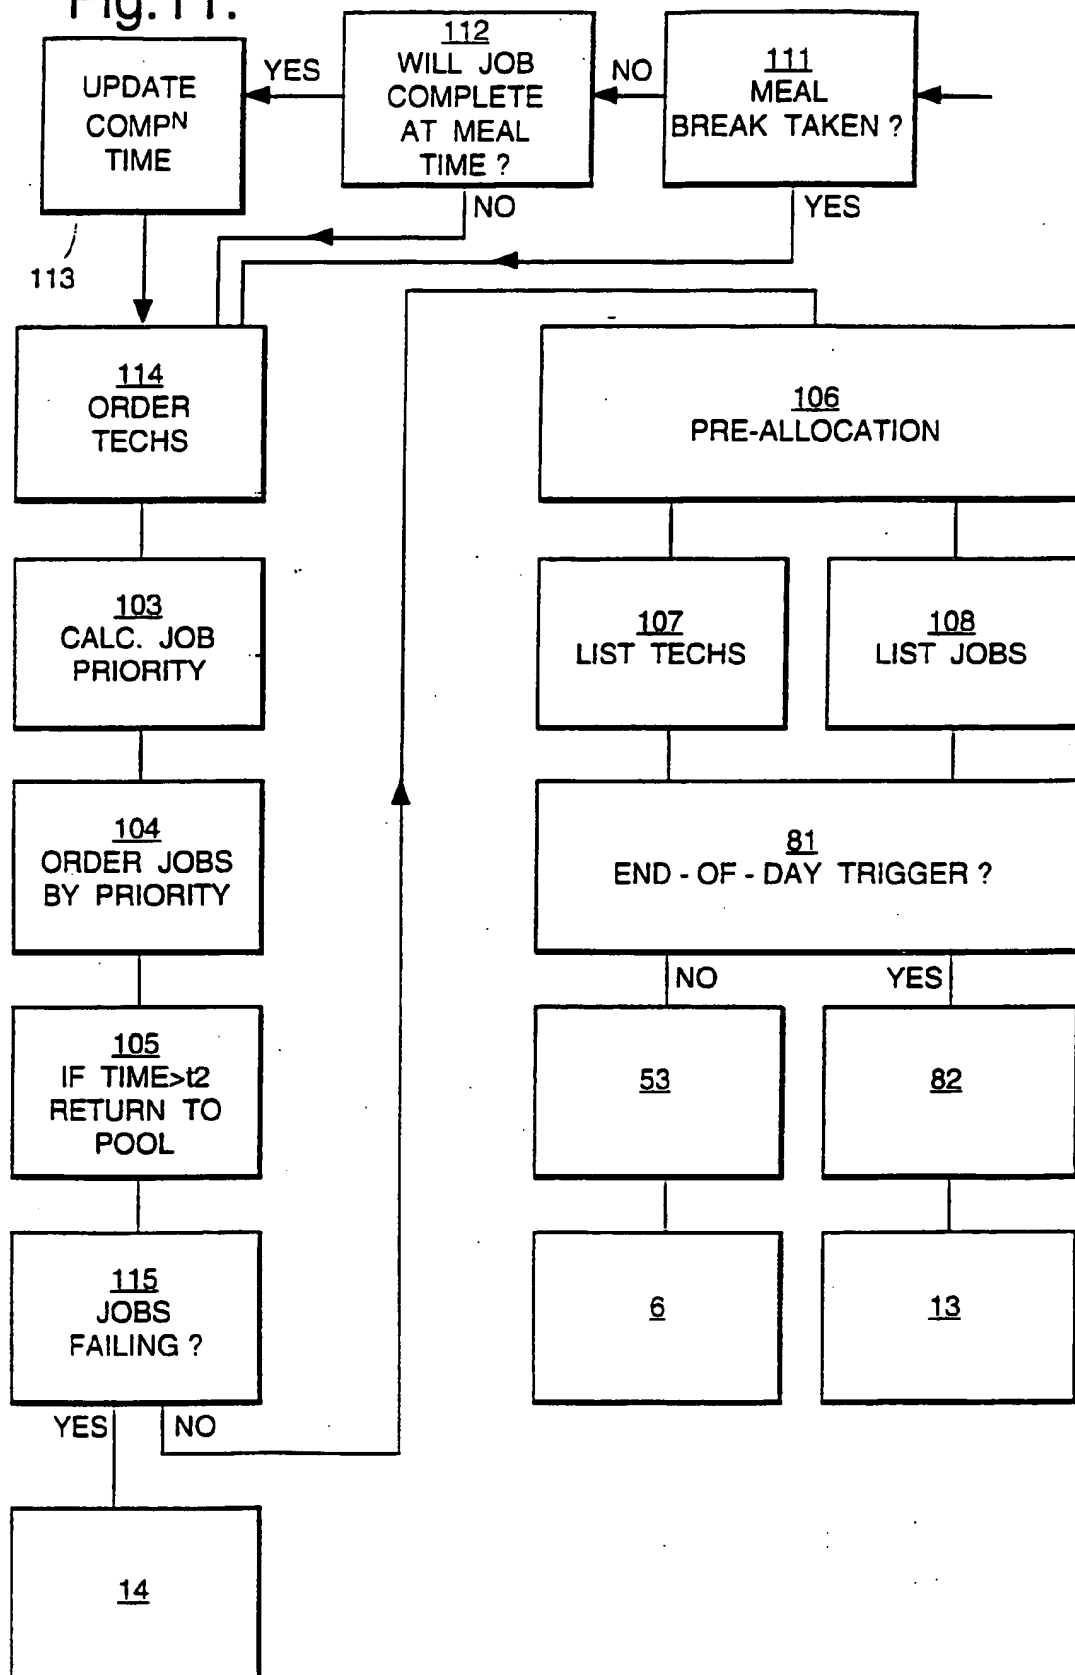 Fig.11.
UPDATE
COMPᴺ
TIME
113
YES
112
WILL JOB
COMPLETE
AT MEAL
TIME ?
NO
NO
111
MEAL
BREAK TAKEN ?
YES
114
ORDER
TECHS
103
CALC. JOB
PRIORITY
104
ORDER JOBS
BY PRIORITY
105
IF TIME>t2
RETURN TO
POOL
115
JOBS
FAILING ?
YES
NO
14
106
PRE-ALLOCATION
107
LIST TECHS
108
LIST JOBS
81
END - OF - DAY TRIGGER ?
NO
YES
53
82
6
13